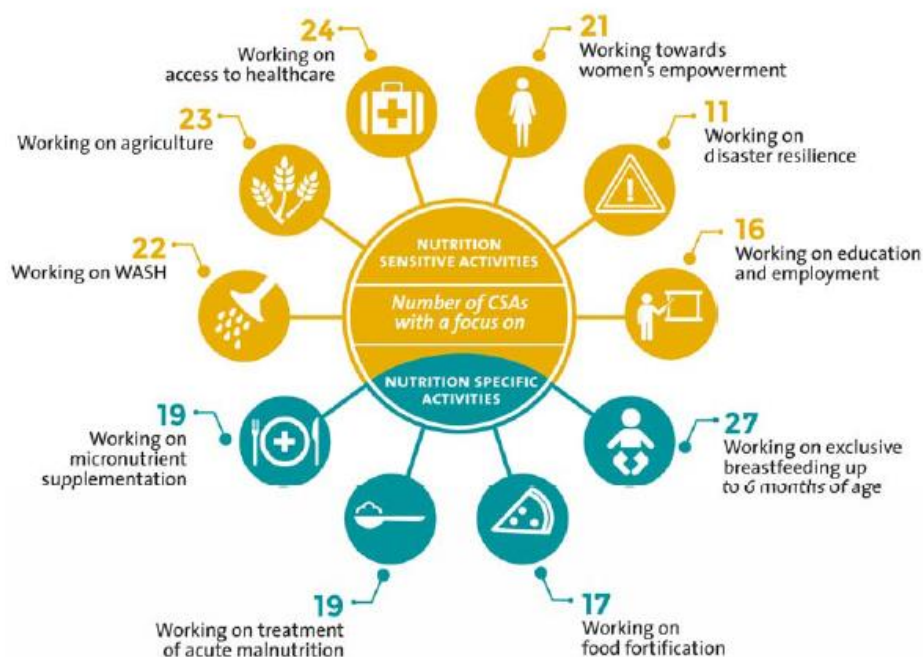 24
Working on
access to healthcare
21
Working towards
women's empowerment
23
Working on agriculture
11
Working on
disaster resilience
22
Working on WASH
16
Working on education
and employment
NUTRITION
SENSITIVE ACTIVITIES
Number of CSAs
with a focus on
NUTRITION SPECIFIC
ACTIVITIES
19
Working on
micronutrient
supplementation
27
Working on exclusive
breastfeeding up
to 6 months of age
19
Working on treatment
of acute malnutrition
17
Working on
food fortification